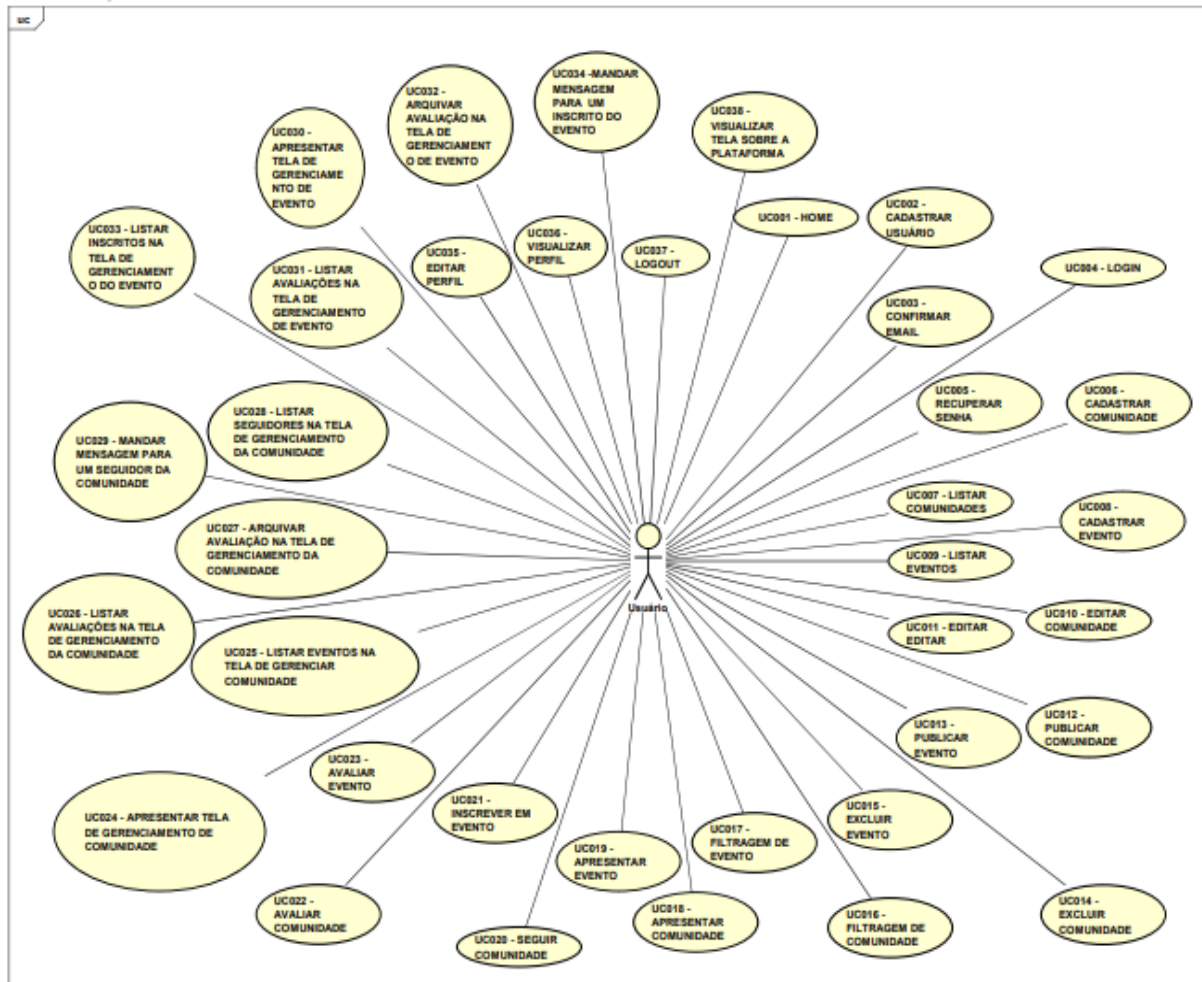 uc
UC034 -MANDAR
MENSAGEM
PARA UM
INSCRITO DO
EVENTO
UC032 -
ARQUIVAR
AVALIAÇÃO NA
TELA DE
GERENCIAMENT
O DE EVENTO
UC038 -
VISUALIZAR
TELA SOBRE A
PLATAFORMA
UC030 -
APRESENTAR
TELA DE
GERENCIAME
NTO DE
EVENTO
UC001 - HOME
UC002 -
CADASTRAR
USUÁRIO
UC033 - LISTAR
INSCRITOS NA
TELA DE
GERENCIAMENT
O DO EVENTO
UC036 -
VISUALIZAR
PERFIL
UC035 -
EDITAR
PERFIL
UC037 -
LOGOUT
UC004 - LOGIN
UC031 - LISTAR
AVALIAÇÕES NA
TELA DE
GERENCIAMENTO
DE EVENTO
UC003 -
CONFIRMAR
EMAIL
UC005 -
RECUPERAR
SENHA
UC006 -
CADASTRAR
COMUNIDADE
UC028 - LISTAR
SEGUIDORES NA TELA
DE GERENCIAMENTO
DA COMUNIDADE
UC029 - MANDAR
MENSAGEM PARA
UM SEGUIDOR DA
COMUNIDADE
UC007 - LISTAR
COMUNIDADES
UC008 -
CADASTRAR
EVENTO
UC027 - ARQUIVAR
AVALIAÇÃO NA TELA DE
GERENCIAMENTO DA
COMUNIDADE
UC009 - LISTAR
EVENTOS
Usuário
UC026 - LISTAR
AVALIAÇÕES NA TELA
DE GERENCIAMENTO
DA COMUNIDADE
UC010 - EDITAR
COMUNIDADE
UC011 - EDITAR
EDITAR
UC025 - LISTAR EVENTOS NA
TELA DE GERENCIAR
COMUNIDADE
UC012 -
PUBLICAR
COMUNIDADE
UC013 -
PUBLICAR
EVENTO
UC023 -
AVALIAR
EVENTO
UC024 - APRESENTAR TELA
DE GERENCIAMENTO DE
COMUNIDADE
UC021 -
INSCREVER EM
EVENTO
UC015 -
EXCLUIR
EVENTO
UC017 -
FILTRAGEM DE
EVENTO
UC019 -
APRESENTAR
EVENTO
UC022 -
AVALIAR
COMUNIDADE
UC020 - SEGUIR
COMUNIDADE
UC018 -
APRESENTAR
COMUNIDADE
UC016 -
FILTRAGEM DE
COMUNIDADE
UC014 -
EXCLUIR
COMUNIDADE